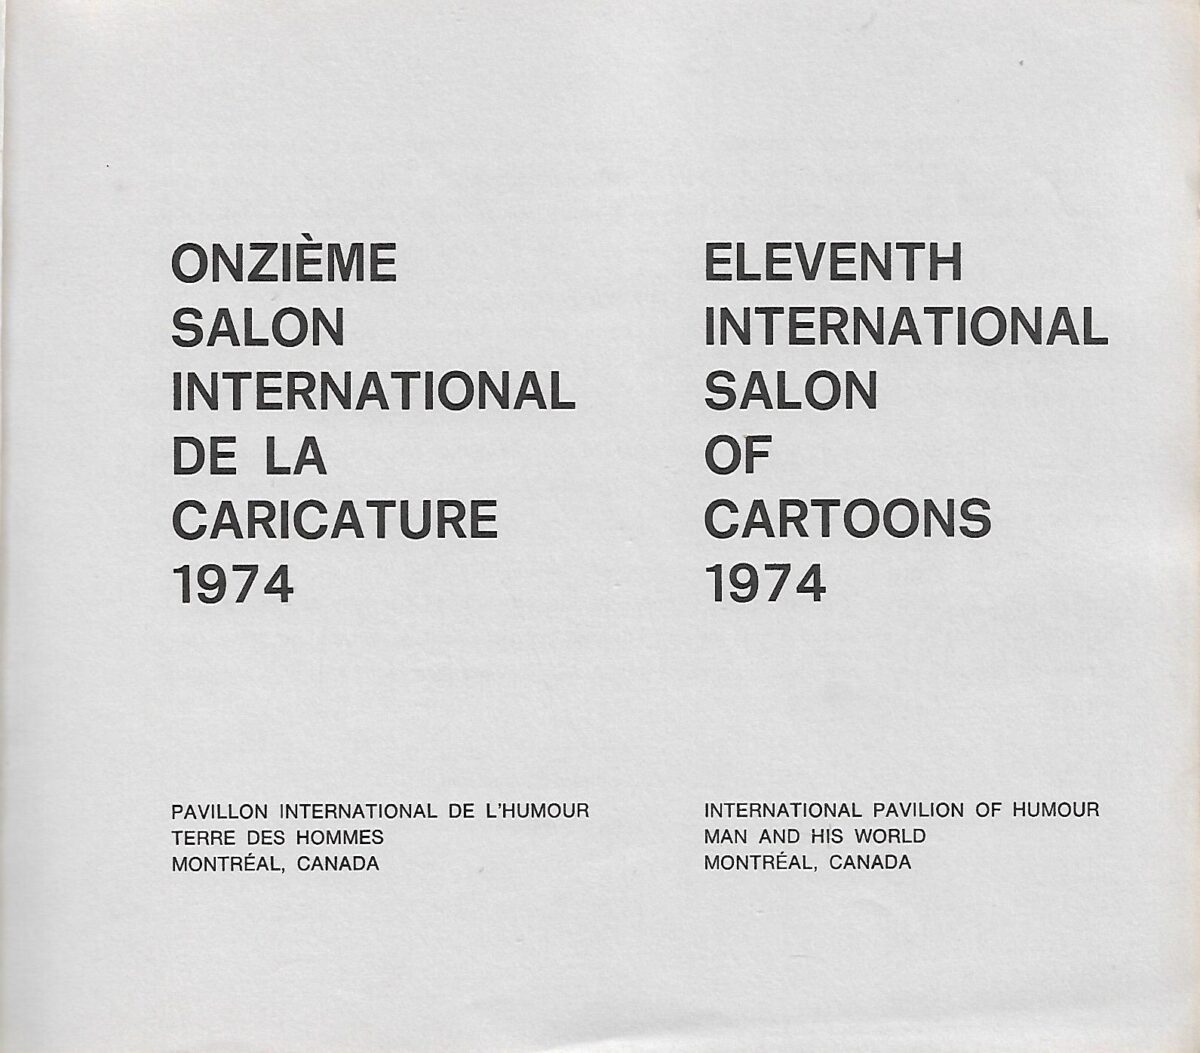 ONZIÈME
SALON
INTERNATIONAL
DE LA
CARICATURE
1974
PAVILLON INTERNATIONAL DE L'HUMOUR
TERRE DES HOMMES
MONTRÉAL, CANADA
ELEVENTH
INTERNATIONAL
SALON
OF
CARTOONS
1974
INTERNATIONAL PAVILION OF HUMOUR
MAN AND HIS WORLD
MONTRÉAL, CANADA